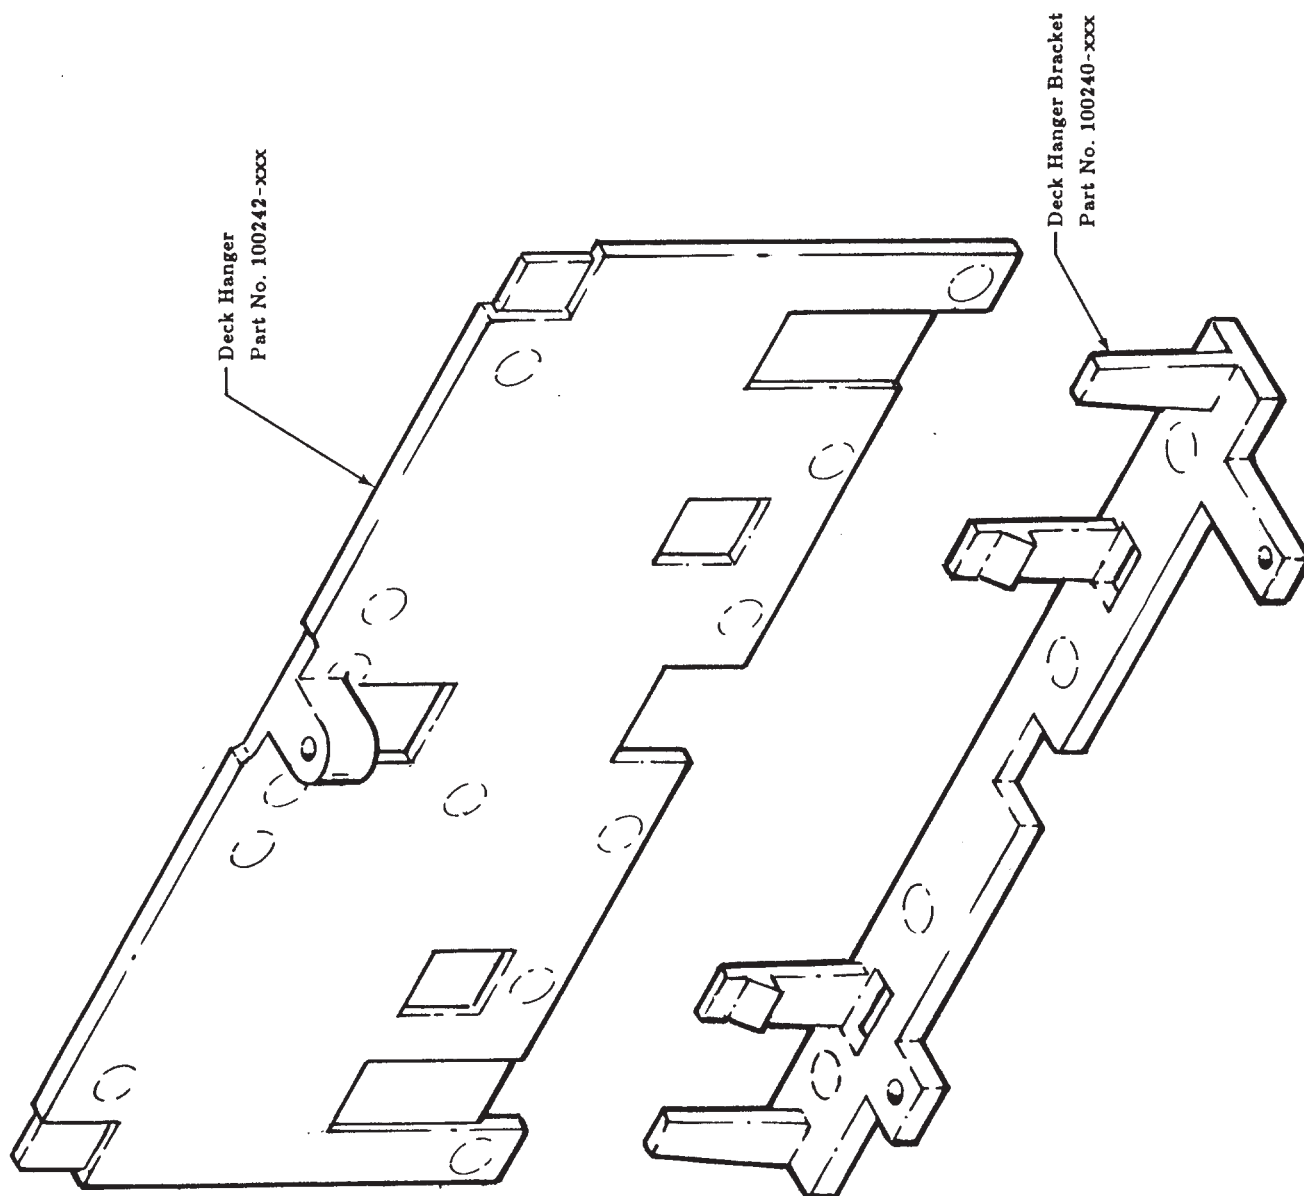 Deck Hanger
Part No. 100242-xxx
Deck Hanger Bracket
Part No. 100240-xxx